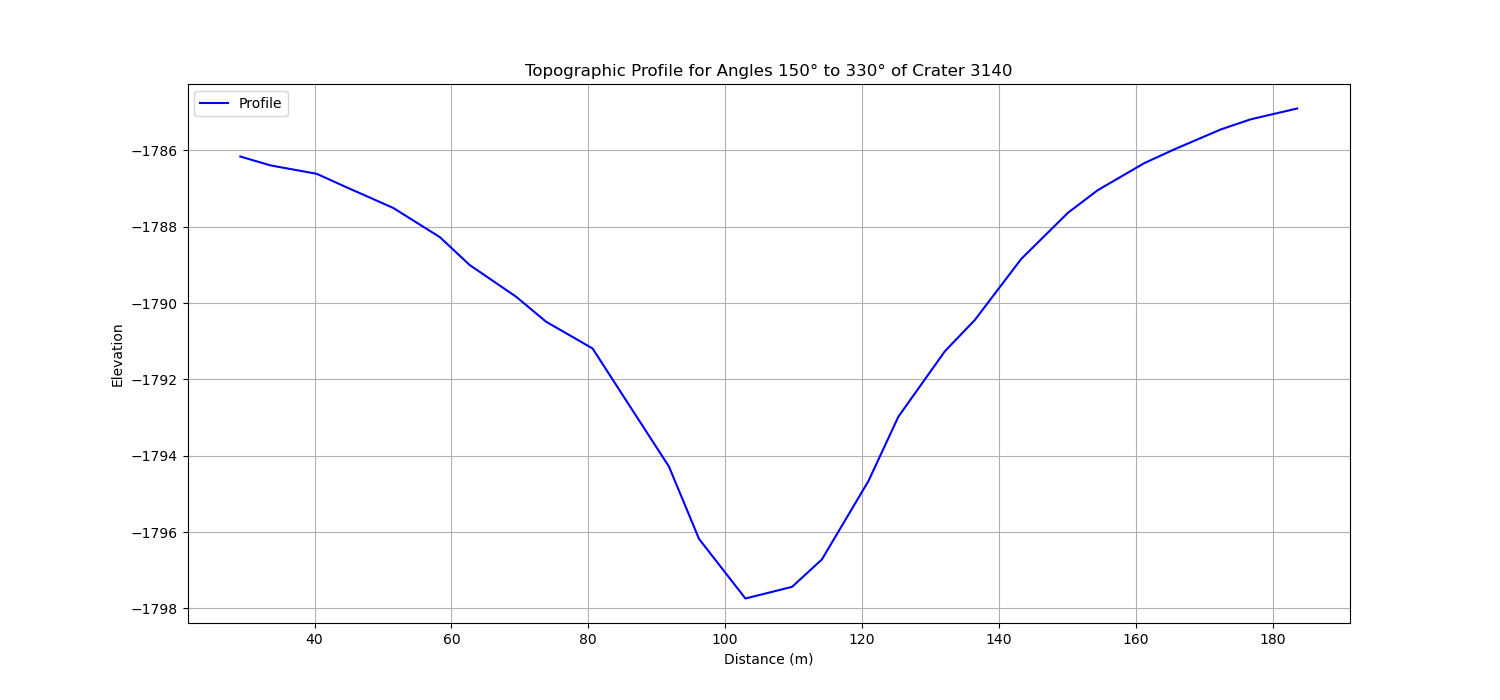 Topographic Profile for Angles 150° to 330° of Crater 3140
Profile
−1786
−1788
−1790
−1792
−1794
−1796
−1798
Elevation
40 60 80 100 120 140 160 180
Distance (m)